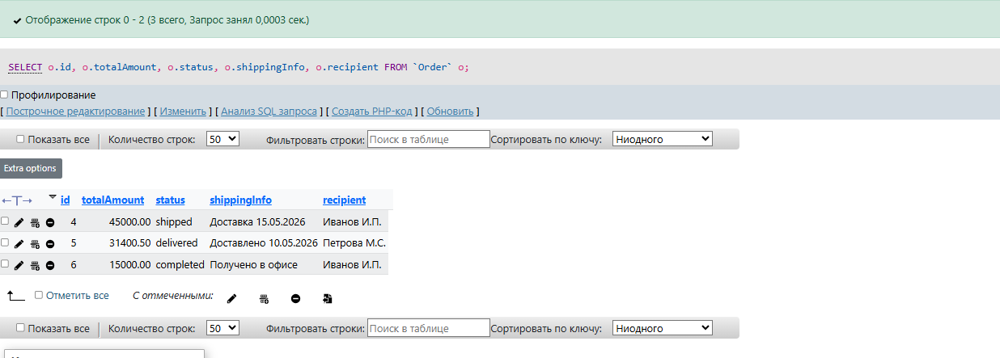 Отображение строк 0 - 2 (3 всего, Запрос занял 0,0003 сек.)
SELECT o.id, o.totalAmount, o.status, o.shippingInfo, o.recipient FROM `Order` o;
Профилирование
[ Построчное редактирование ] [ Изменить ] [ Анализ SQL запроса ] [ Создать PHP-код ] [ Обновить ]
Показать все Количество строк: 50 Фильтровать строки: Поиск в таблице Сортировать по ключу: Ниодного
Extra options
←T→ id totalAmount status shippingInfo recipient
4 45000.00 shipped Доставка 15.05.2026 Иванов И.П.
5 31400.50 delivered Доставлено 10.05.2026 Петрова М.С.
6 15000.00 completed Получено в офисе Иванов И.П.
Отметить все С отмеченными:
Показать все Количество строк: 50 Фильтровать строки: Поиск в таблице Сортировать по ключу: Ниодного